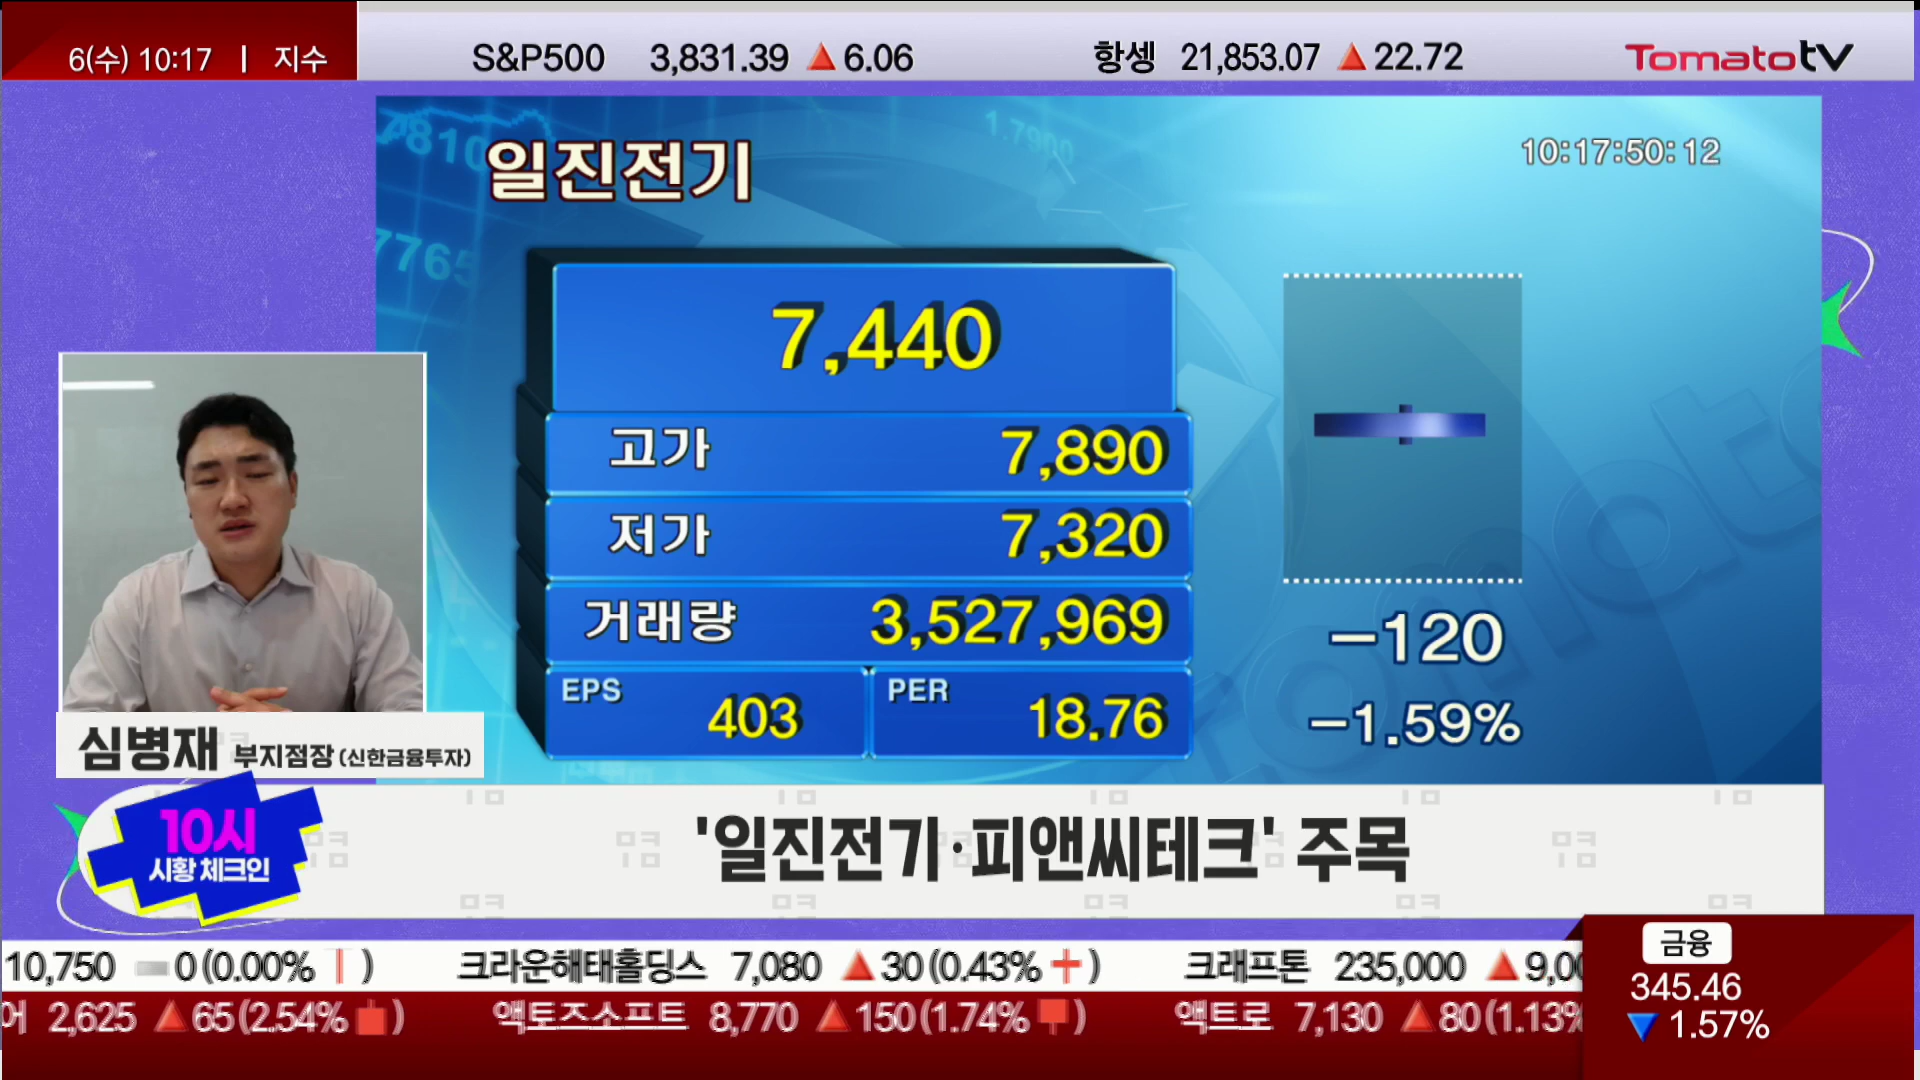 6(수) 10:17 | 지수
S&P500 3,831.39 ▲ 6.06
항셍 21,853.07 ▲ 22.72
Tomato tv
일진전기
10:17:50:12
7,440
고가 7,890
저가 7,320
거래량 3,527,969
EPS 403
PER 18.76
-120
-1.59%
심병재 부지점장 (신한금융투자)
10시
시황 체크인
'일진전기·피앤씨테크' 주목
10,750 0(0.00% )
크라운해태홀딩스 7,080 ▲ 30(0.43% )
크래프톤 235,000 ▲ 9,00
어 2,625 ▲ 65(2.54% )
액토즈소프트 8,770 ▲ 150(1.74% )
액트로 7,130 ▲ 80(1.13%
금융
345.46
▼ 1.57%